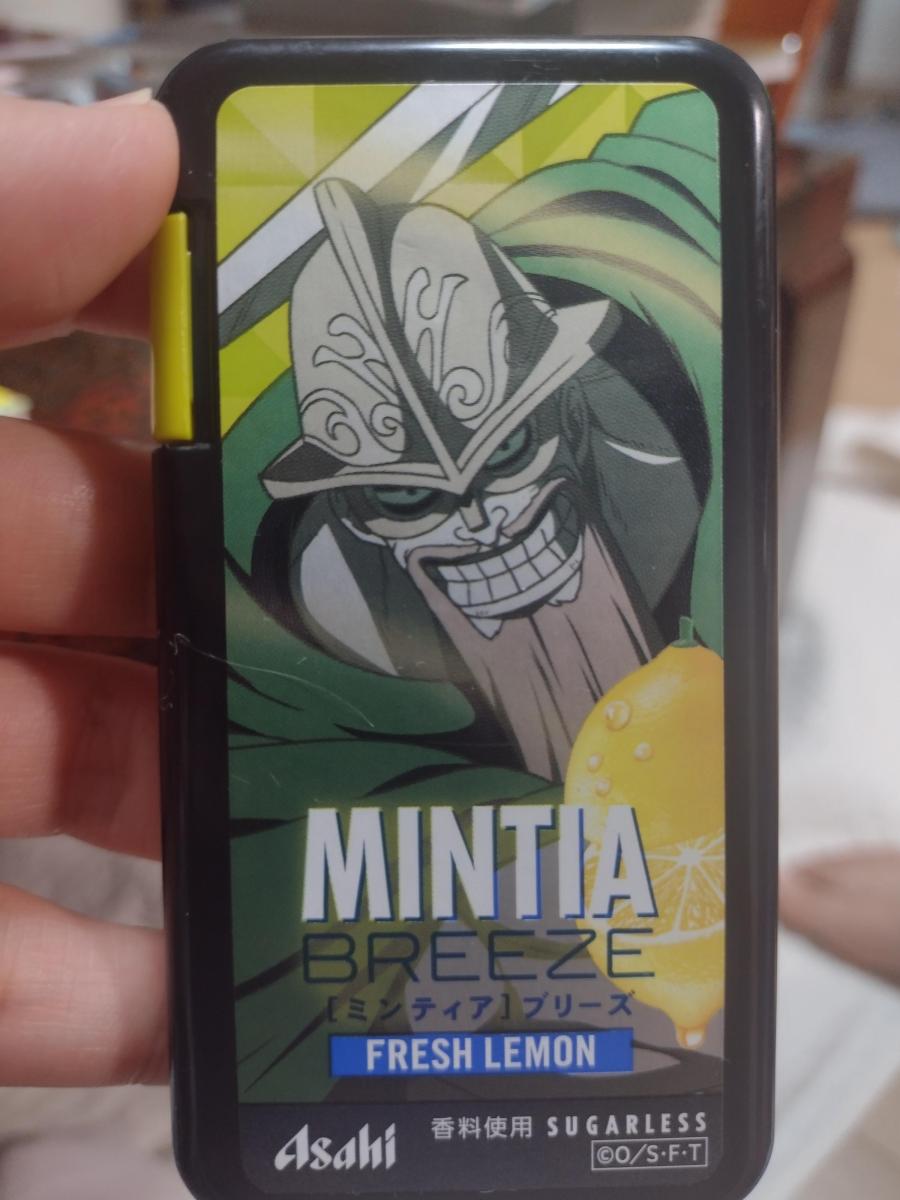 MINTIA
BREEZE
[ミンティア]ブリーズ
FRESH LEMON
Asahi
香料使用 SUGARLESS
©O/S・F・T